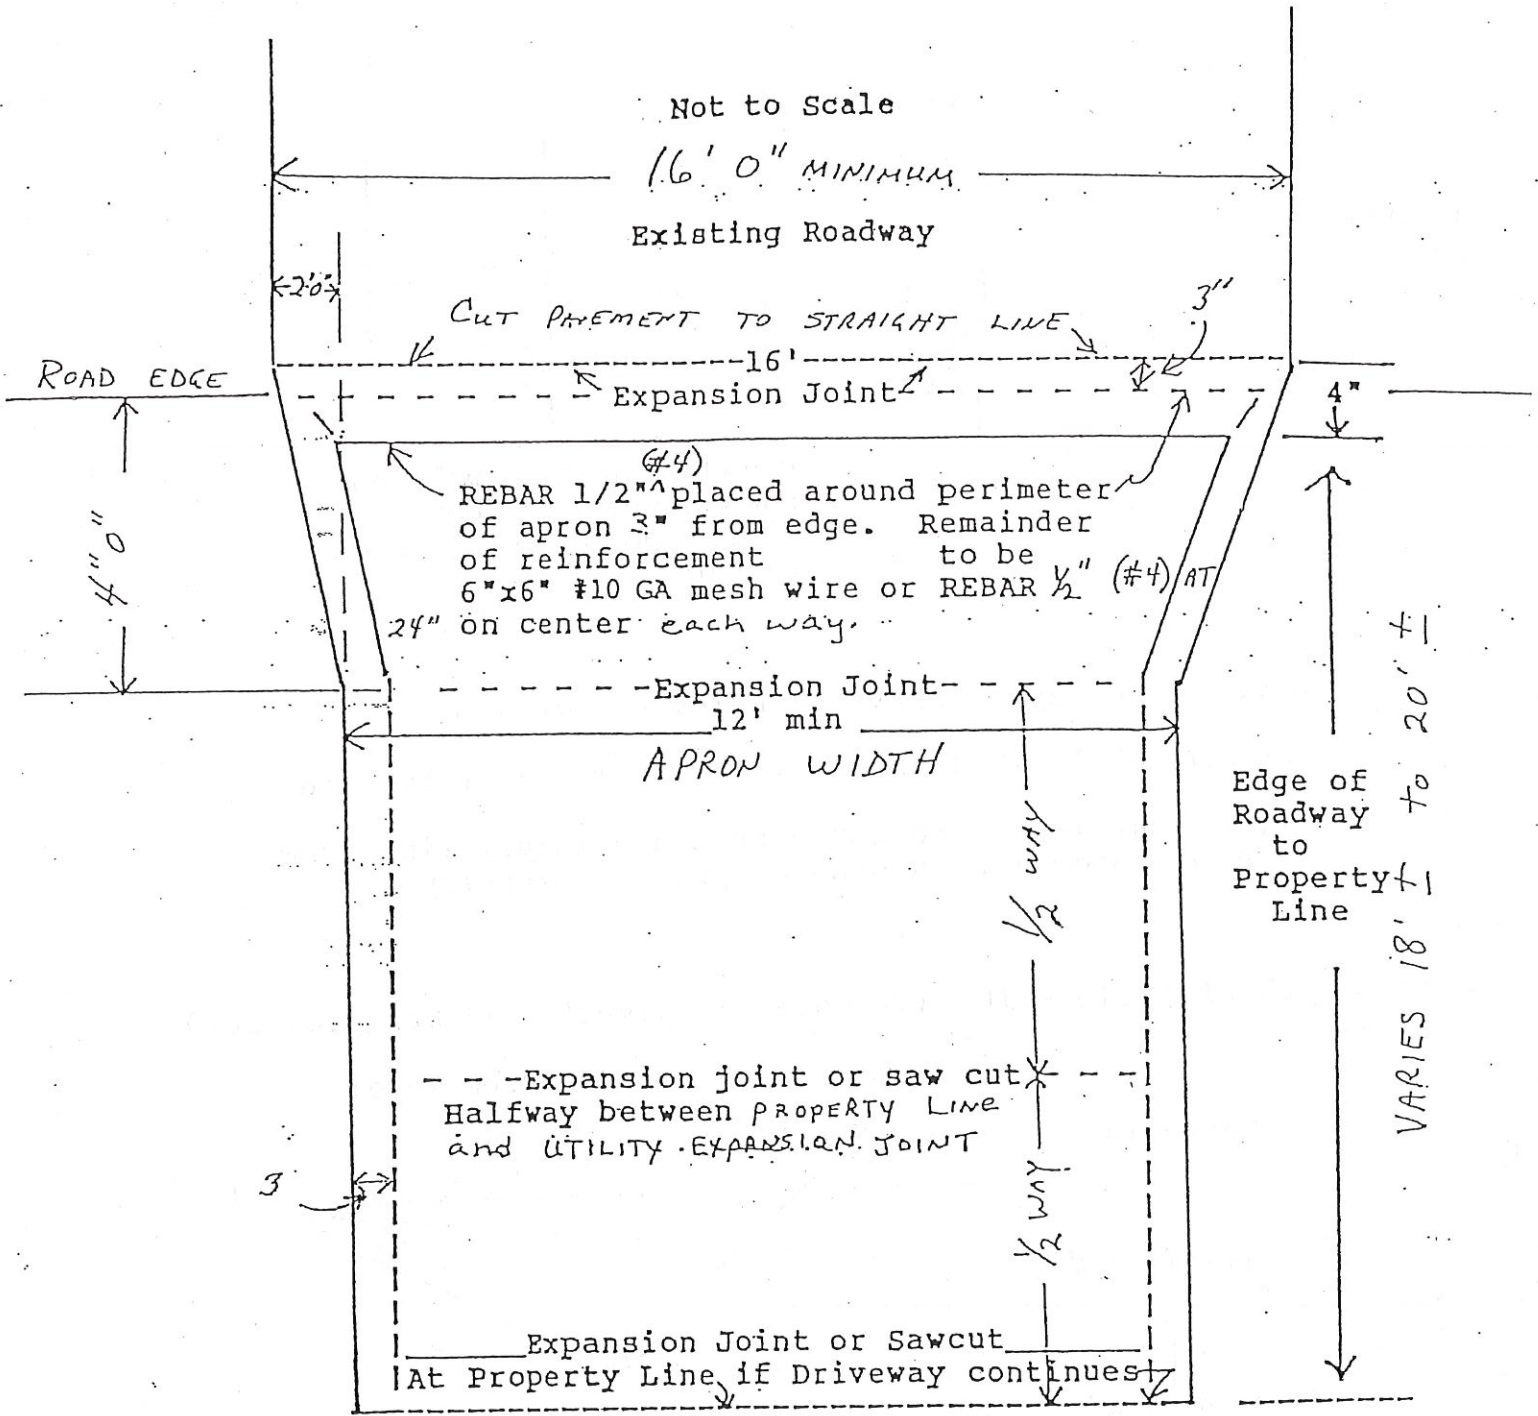 Not to Scale
16' 0" MINIMUM
Existing Roadway
2'0"
3"
CUT PAVEMENT TO STRAIGHT LINE
16'
ROAD EDGE
Expansion Joint
4"
(#4)
REBAR 1/2"^placed around perimeter
of apron 3" from edge. Remainder
of reinforcement to be
6"x6" #10 GA mesh wire or REBAR 1/2" (#4) AT
24" on center each way.
4"0"
Expansion Joint
12' min
APRON WIDTH
Edge of
Roadway
to
Property
Line
VARIES 18' ± to 20' ±
1/2 WAY
Expansion joint or saw cut
Halfway between PROPERTY LINE
and UTILITY EXPANSION JOINT
3
1/2 WAY
Expansion Joint or Sawcut
At Property Line if Driveway continues